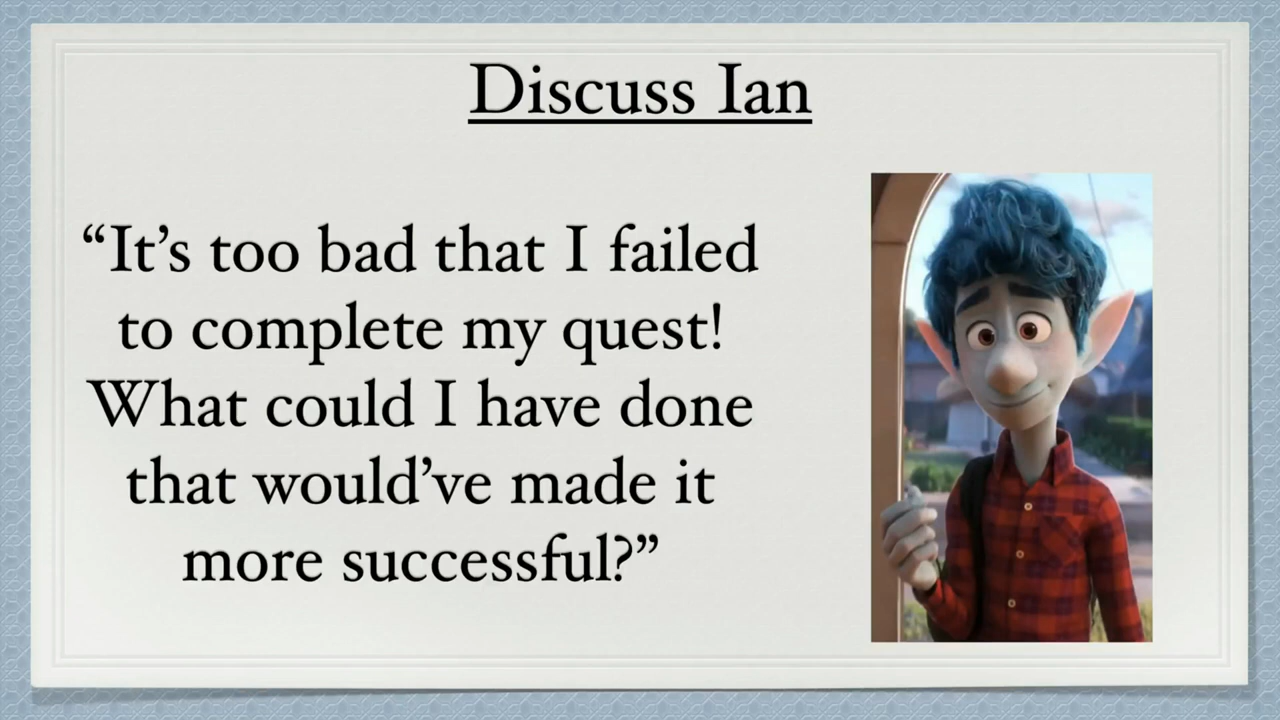 Discuss Ian
“It’s too bad that I failed
to complete my quest!
What could I have done
that would’ve made it
more successful?”